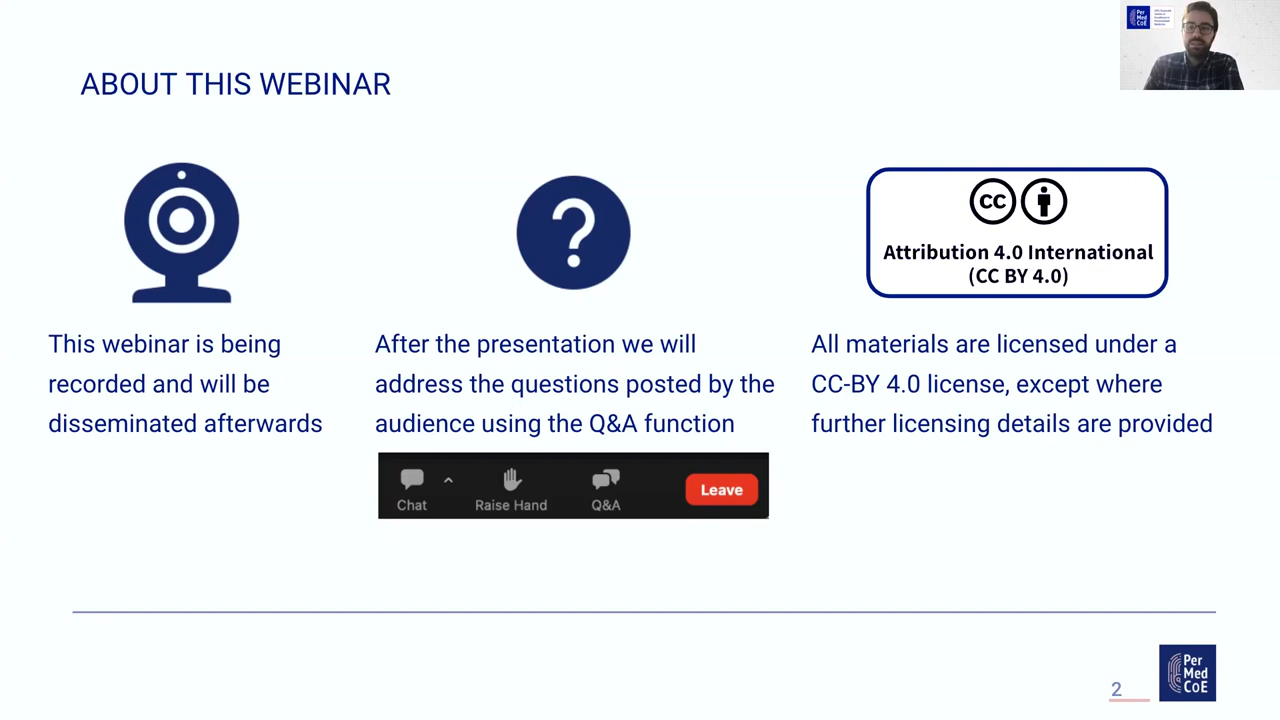 Per
Med
CoE
ABOUT THIS WEBINAR
CC
Attribution 4.0 International
(CC BY 4.0)
This webinar is being
recorded and will be
disseminated afterwards
After the presentation we will
address the questions posted by the
audience using the Q&A function
All materials are licensed under a
CC-BY 4.0 license, except where
further licensing details are provided
Chat
Raise Hand
Q&A
Leave
2
Per
Med
CoE